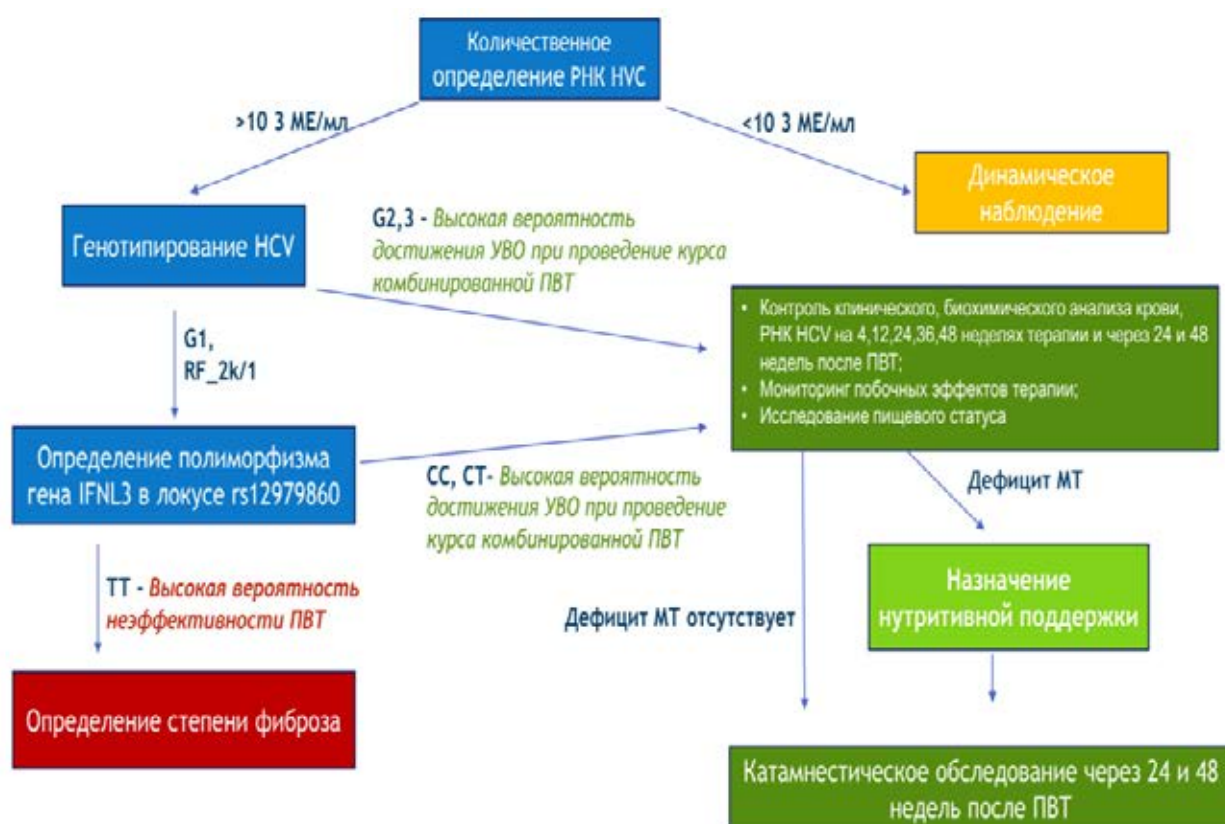 Количественное
определение РНК HVC
>10 3 МЕ/мл
<10 3 МЕ/мл
Динамическое
наблюдение
Генотипирование HCV
G2,3 - Высокая вероятность
достижения УВО при проведение курса
комбинированной ПВТ
• Контроль клинического, биохимического анализа крови,
РНК HCV на 4,12,24,36,48 неделях терапии и через 24 и 48
недель после ПВТ;
• Мониторинг побочных эффектов терапии;
• Исследование пищевого статуса
G1,
RF_2k/1
Определение полиморфизма
гена IFNL3 в локусе rs12979860
CC, CT- Высокая вероятность
достижения УВО при проведение
курса комбинированной ПВТ
Дефицит МТ
TT - Высокая вероятность
неэффективности ПВТ
Дефицит МТ отсутствует
Назначение
нутритивной поддержки
Определение степени фиброза
Катамнестическое обследование через 24 и 48
недель после ПВТ